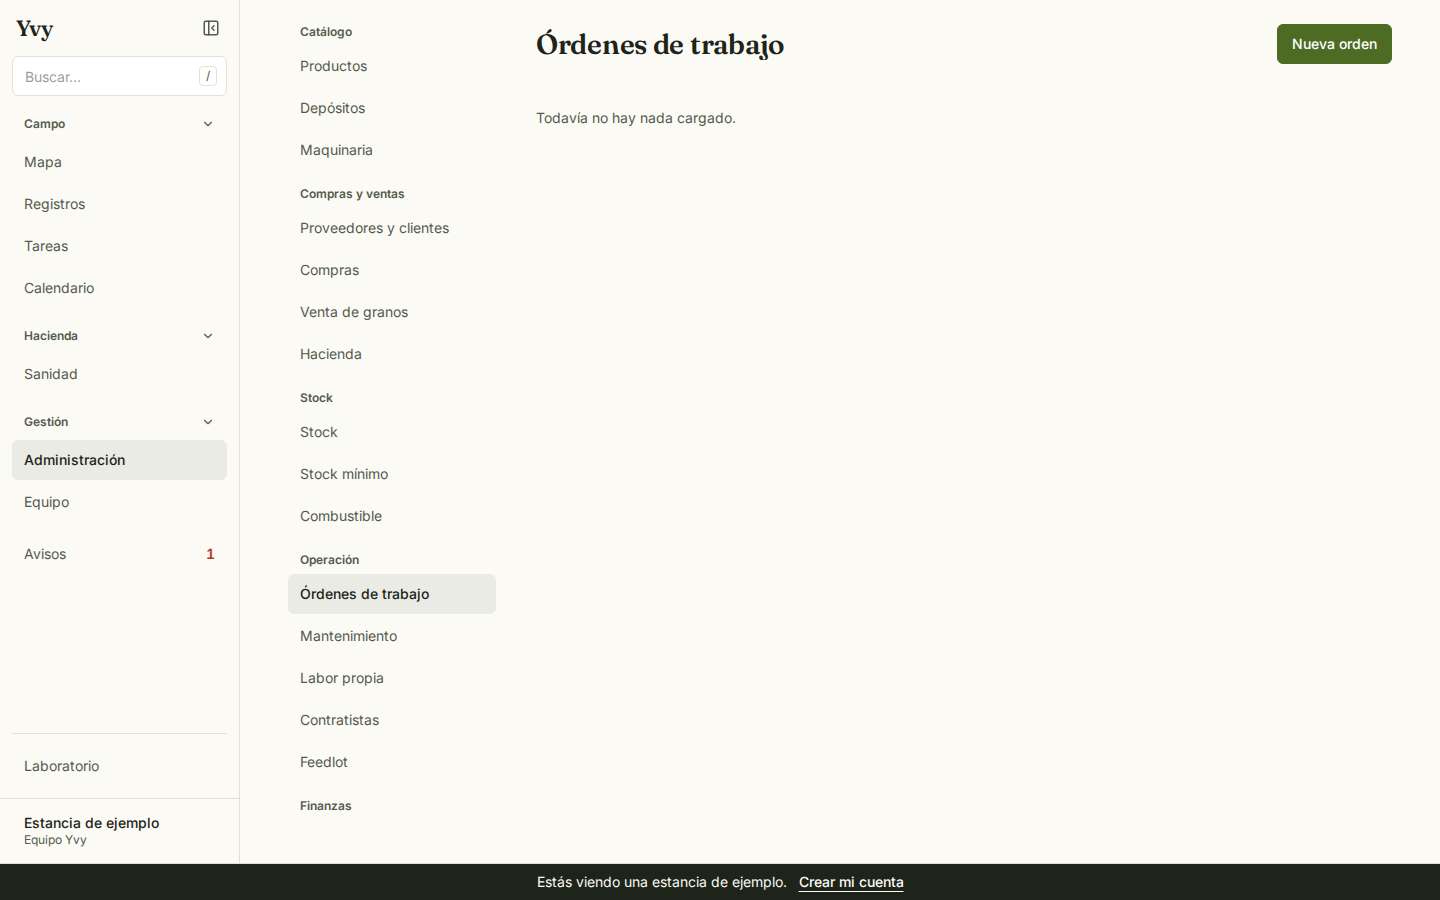 Yvy
Buscar...
/
Campo
Mapa
Registros
Tareas
Calendario
Hacienda
Sanidad
Gestión
Administración
Equipo
Avisos 1
Laboratorio
Estancia de ejemplo
Equipo Yvy
Catálogo
Productos
Depósitos
Maquinaria
Compras y ventas
Proveedores y clientes
Compras
Venta de granos
Hacienda
Stock
Stock
Stock mínimo
Combustible
Operación
Órdenes de trabajo
Mantenimiento
Labor propia
Contratistas
Feedlot
Finanzas
Órdenes de trabajo
Nueva orden
Todavía no hay nada cargado.
Estás viendo una estancia de ejemplo. Crear mi cuenta